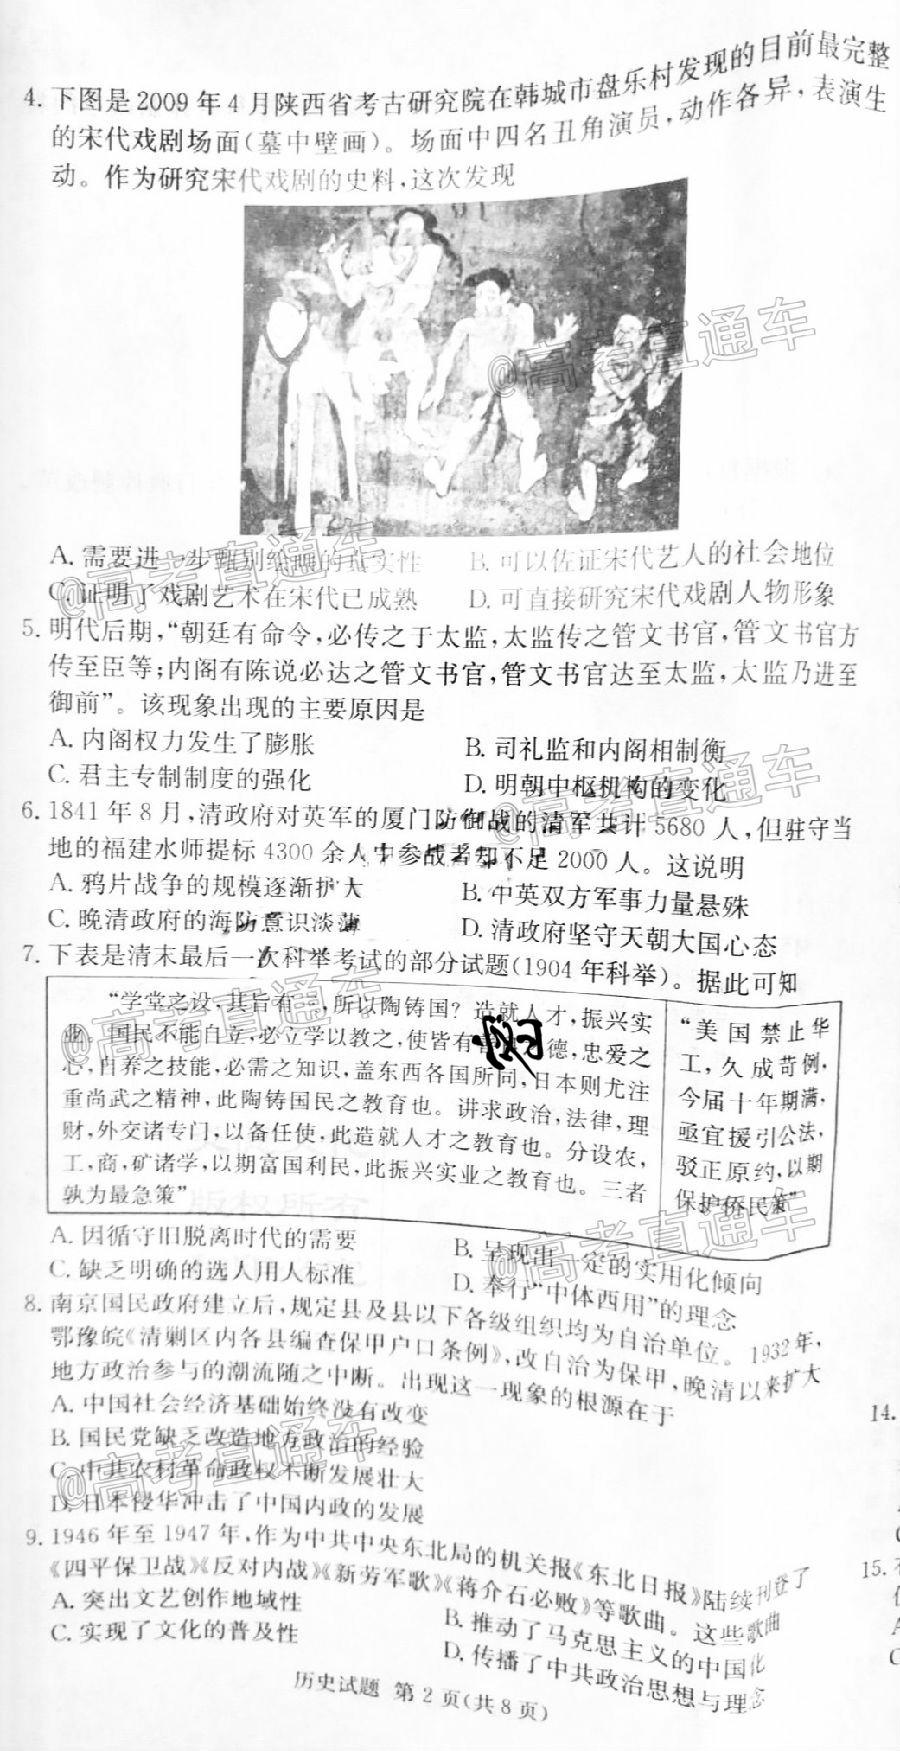 4. 下图是2009年4月陕西省考古研究院在韩城市盘乐村发现的目前最完整
的宋代戏剧场面(墓中壁画)。场面中四名丑角演员,动作各异,表演生
动。作为研究宋代戏剧的史料,这次发现
@高考直通车
A. 需要进一步甄别绘画的真实性 B. 可以佐证宋代艺人的社会地位
C. 证明了戏剧艺术在宋代已成熟 D. 可直接研究宋代戏剧人物形象
@高考直通车
5. 明代后期,“朝廷有命令,必传之于太监,太监传之管文书官,管文书官方
传至臣等;内阁有陈说必达之管文书官,管文书官达至太监,太监乃进至
御前”。该现象出现的主要原因是
A. 内阁权力发生了膨胀 B. 司礼监和内阁相制衡
C. 君主专制制度的强化 D. 明朝中枢机构的变化
@高考直通车
6. 1841年8月,清政府对英军的厦门防御战的清军共计5680人,但驻守当
地的福建水师提标4300余人中参战者却不足2000人。这说明
A. 鸦片战争的规模逐渐扩大 B. 中英双方军事力量悬殊
C. 晚清政府的海防意识淡薄 D. 清政府坚守天朝大国心态
7. 下表是清末最后一次科举考试的部分试题(1904年科举)。据此可知
“学堂之设,其旨有三,所以陶铸国?造就人才,振兴实
业。国民不能自立,必立学以教之,使皆有善 之德,忠爱之
心,自养之技能,必需之知识,盖东西各国所同,日本则尤注
重尚武之精神,此陶铸国民之教育也。讲求政治,法律,理
财,外交诸专门,以备任使,此造就人才之教育也。分设农,
工,商,矿诸学,以期富国利民,此振兴实业之教育也。三者
孰为最急策”
“美国禁止华
工,久成苛例,
今届十年期满,
亟宜援引公法,
驳正原约,以期
保护侨民策”
@高考直通车
版权所有
@高考直通车
A. 因循守旧脱离时代的需要 B. 呈现出一定的实用化倾向
C. 缺乏明确的选人用人标准 D. 奉行“中体西用”的理念
8. 南京国民政府建立后,规定县及县以下各级组织均为自治单位。1932年,
鄂豫皖《清剿区内各县编查保甲户口条例》,改自治为保甲,晚清以来扩大
地方政治参与的潮流随之中断。出现这一现象的根源在于
A. 中国社会经济基础始终没有改变
B. 国民党缺乏改造地方政治的经验
C. 中共农村革命政权不断发展壮大
D. 日本侵华冲击了中国内政的发展
@高考直通车
9. 1946年至1947年,作为中共中央东北局的机关报《东北日报》陆续刊登了
《四平保卫战》《反对内战》《新劳军歌》《蒋介石必败》等歌曲。这些歌曲
A. 突出文艺创作地域性 B. 推动了马克思主义的中国化
C. 实现了文化的普及性 D. 传播了中共政治思想与理念
历史试题 第2页(共8页)
14.
15.